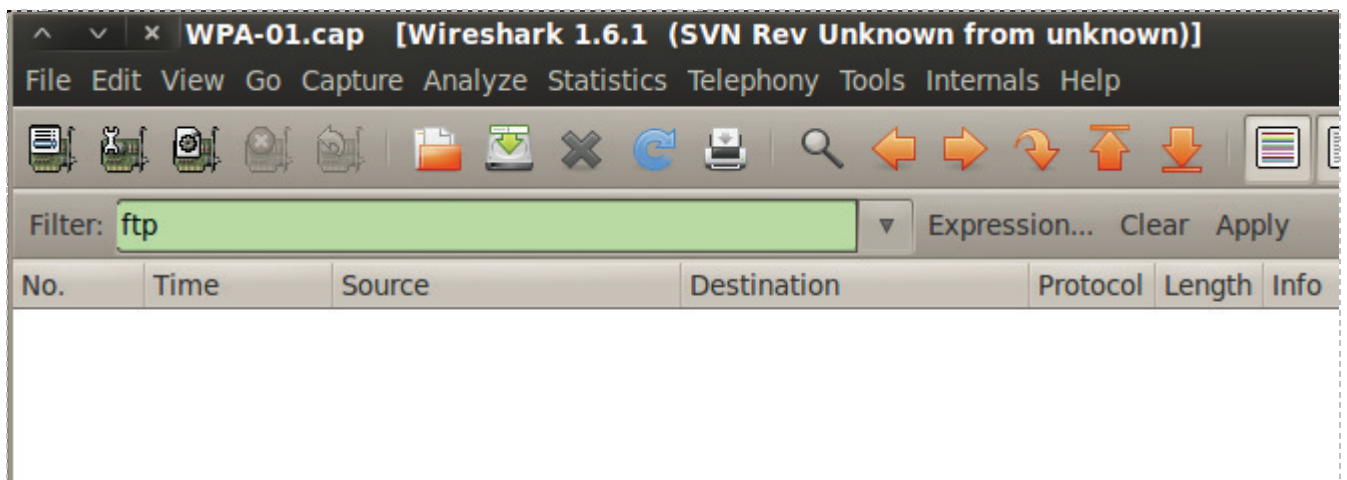 WPA-01.cap [Wireshark 1.6.1 (SVN Rev Unknown from unknown)]
File Edit View Go Capture Analyze Statistics Telephony Tools Internals Help
Filter: ftp Expression... Clear Apply
No. Time Source Destination Protocol Length Info